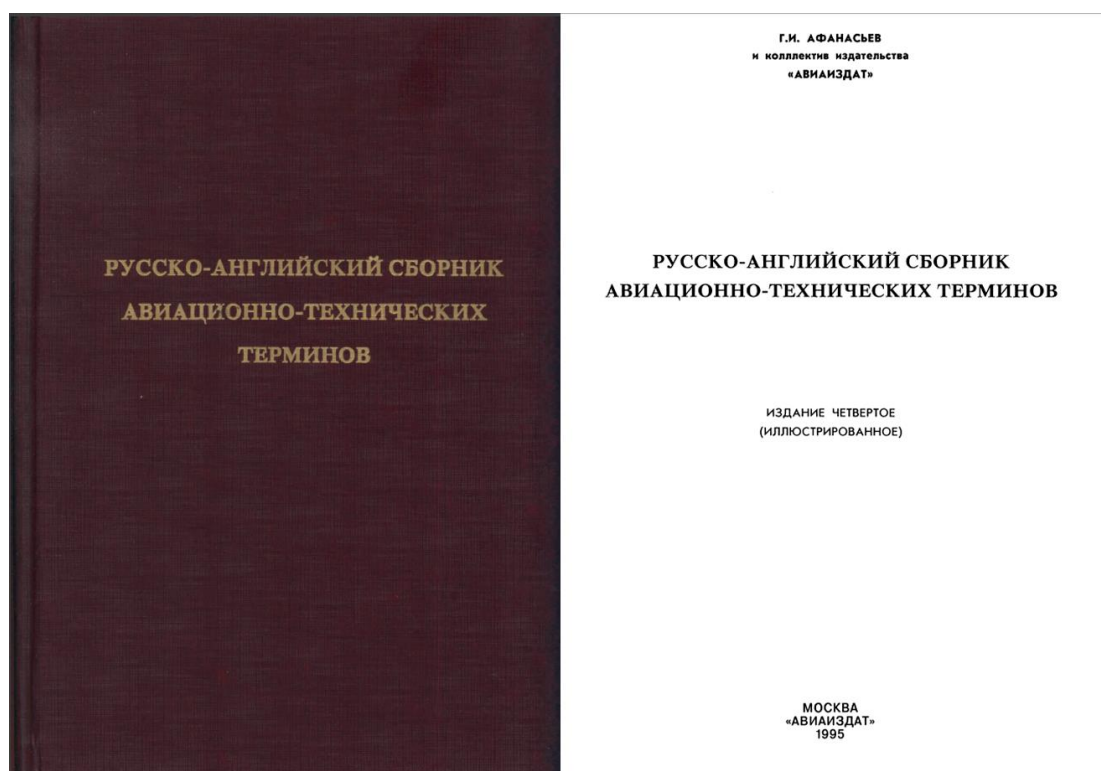 РУССКО-АНГЛИЙСКИЙ СБОРНИК
АВИАЦИОННО-ТЕХНИЧЕСКИХ
ТЕРМИНОВ
Г.И. АФАНАСЬЕВ
и колллектив издательства
«АВИАИЗДАТ»
РУССКО-АНГЛИЙСКИЙ СБОРНИК
АВИАЦИОННО-ТЕХНИЧЕСКИХ ТЕРМИНОВ
ИЗДАНИЕ ЧЕТВЕРТОЕ
(ИЛЛЮСТРИРОВАННОЕ)
МОСКВА
«АВИАИЗДАТ»
1995